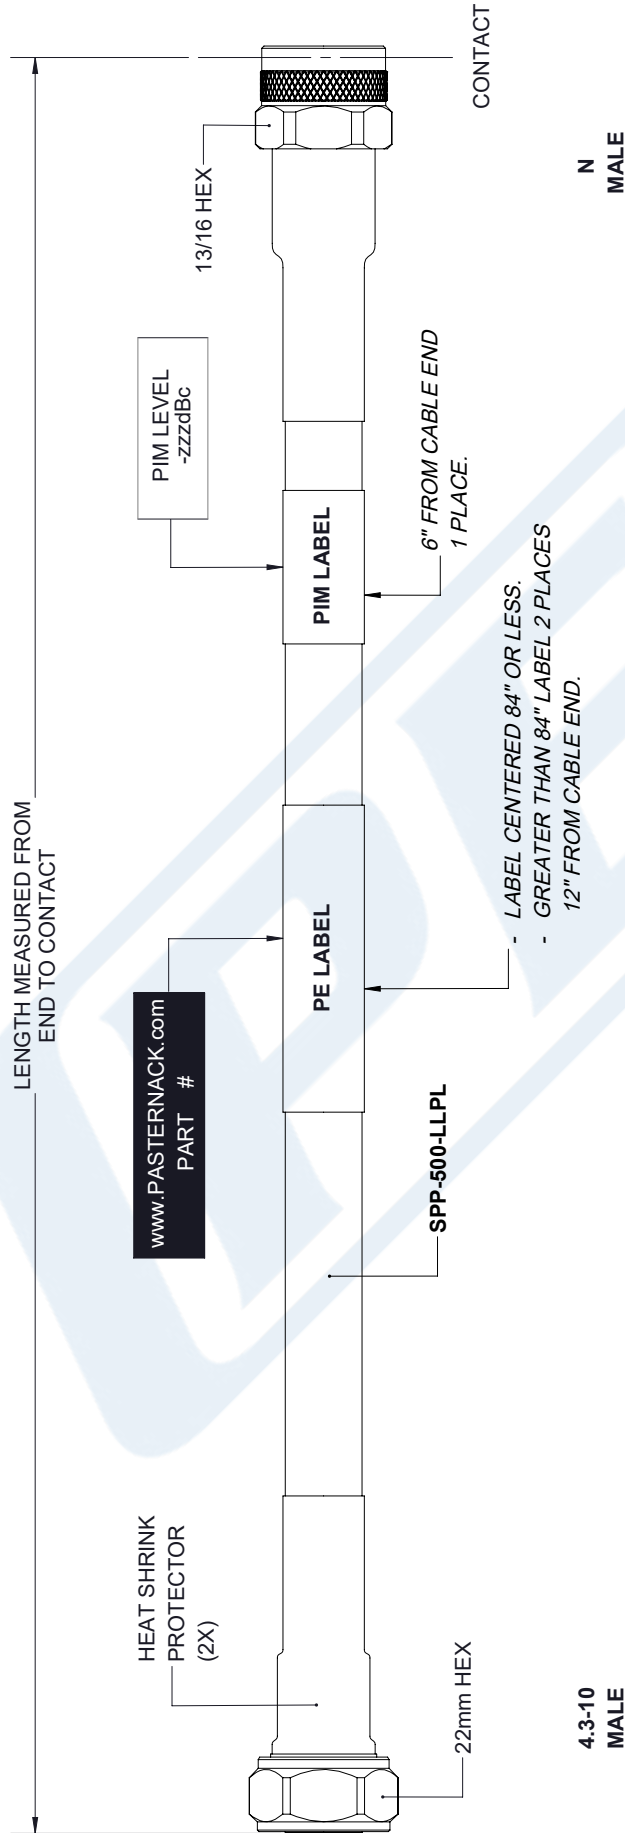 LENGTH MEASURED FROM
END TO CONTACT
HEAT SHRINK
PROTECTOR
(2X)
www.PASTERNACK.com
PART #
PIM LEVEL
-zzzdBc
13/16 HEX
PE LABEL
PIM LABEL
22mm HEX
SPP-500-LLPL
6" FROM CABLE END
1 PLACE.
CONTACT
- LABEL CENTERED 84" OR LESS.
- GREATER THAN 84" LABEL 2 PLACES
12" FROM CABLE END.
4.3-10
MALE
N
MALE